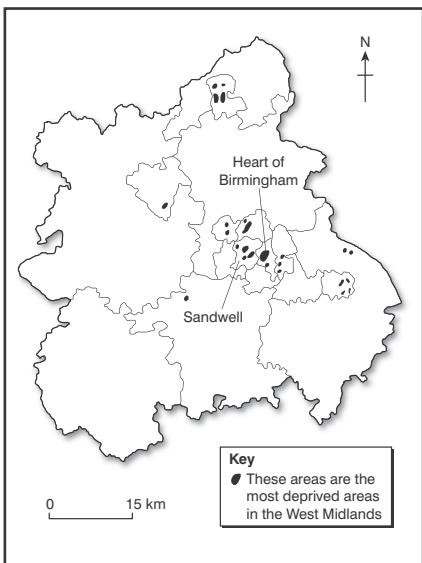 N
Heart of
Birmingham
Sandwell
Key
These areas are the
most deprived areas
in the West Midlands
0 15 km